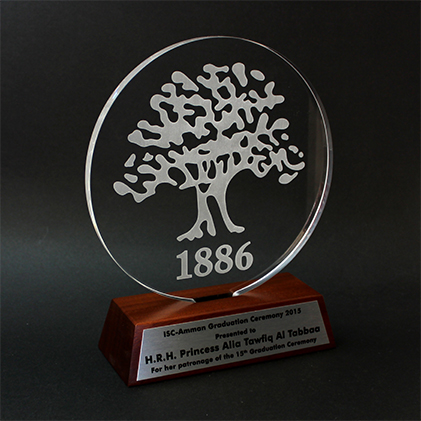 1886
ISC-Amman Graduation Ceremony 2015
Presented to
H.R.H. Princess Alia Tawfiq Al Tabbaa
For her patronage of the 15th Graduation Ceremony